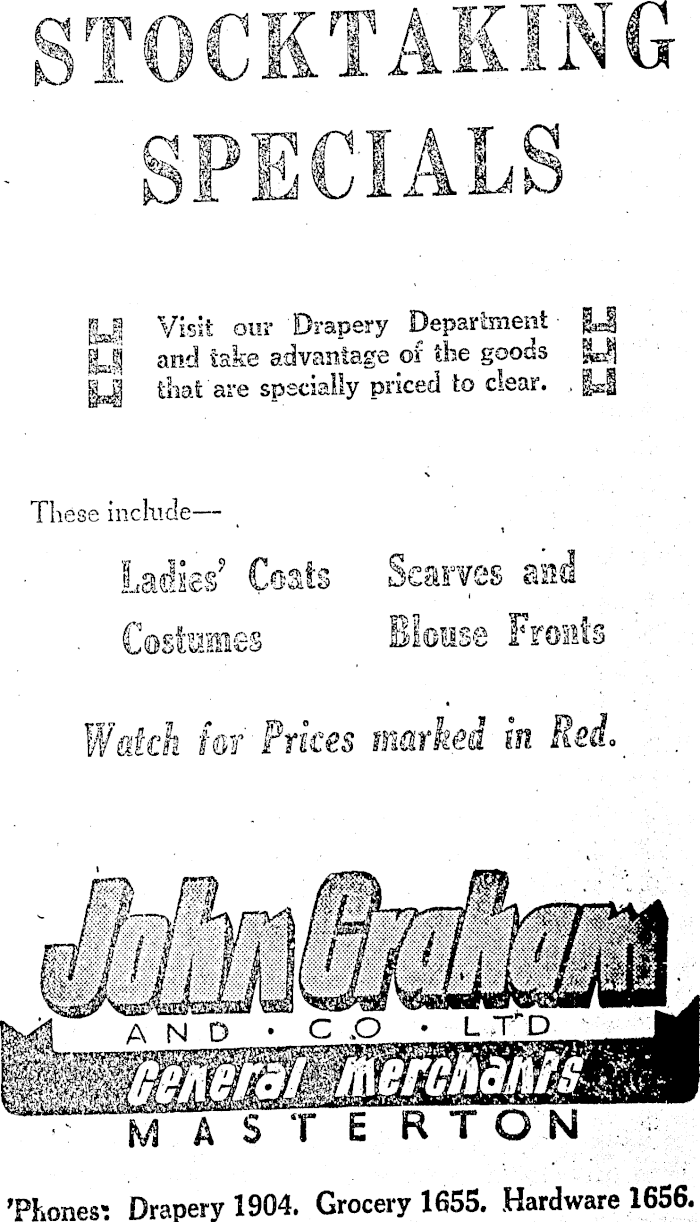 STOCKTAKING
SPECIALS
Visit our Drapery Department
and take advantage of the goods
that are specially priced to clear.
These include—
Ladies' Coats
Costumes
Scarves and
Blouse Fronts
Watch for Prices marked in Red.
John Graham
AND · CO · LTD
General Merchants
MASTERTON
'Phones: Drapery 1904. Grocery 1655. Hardware 1656.